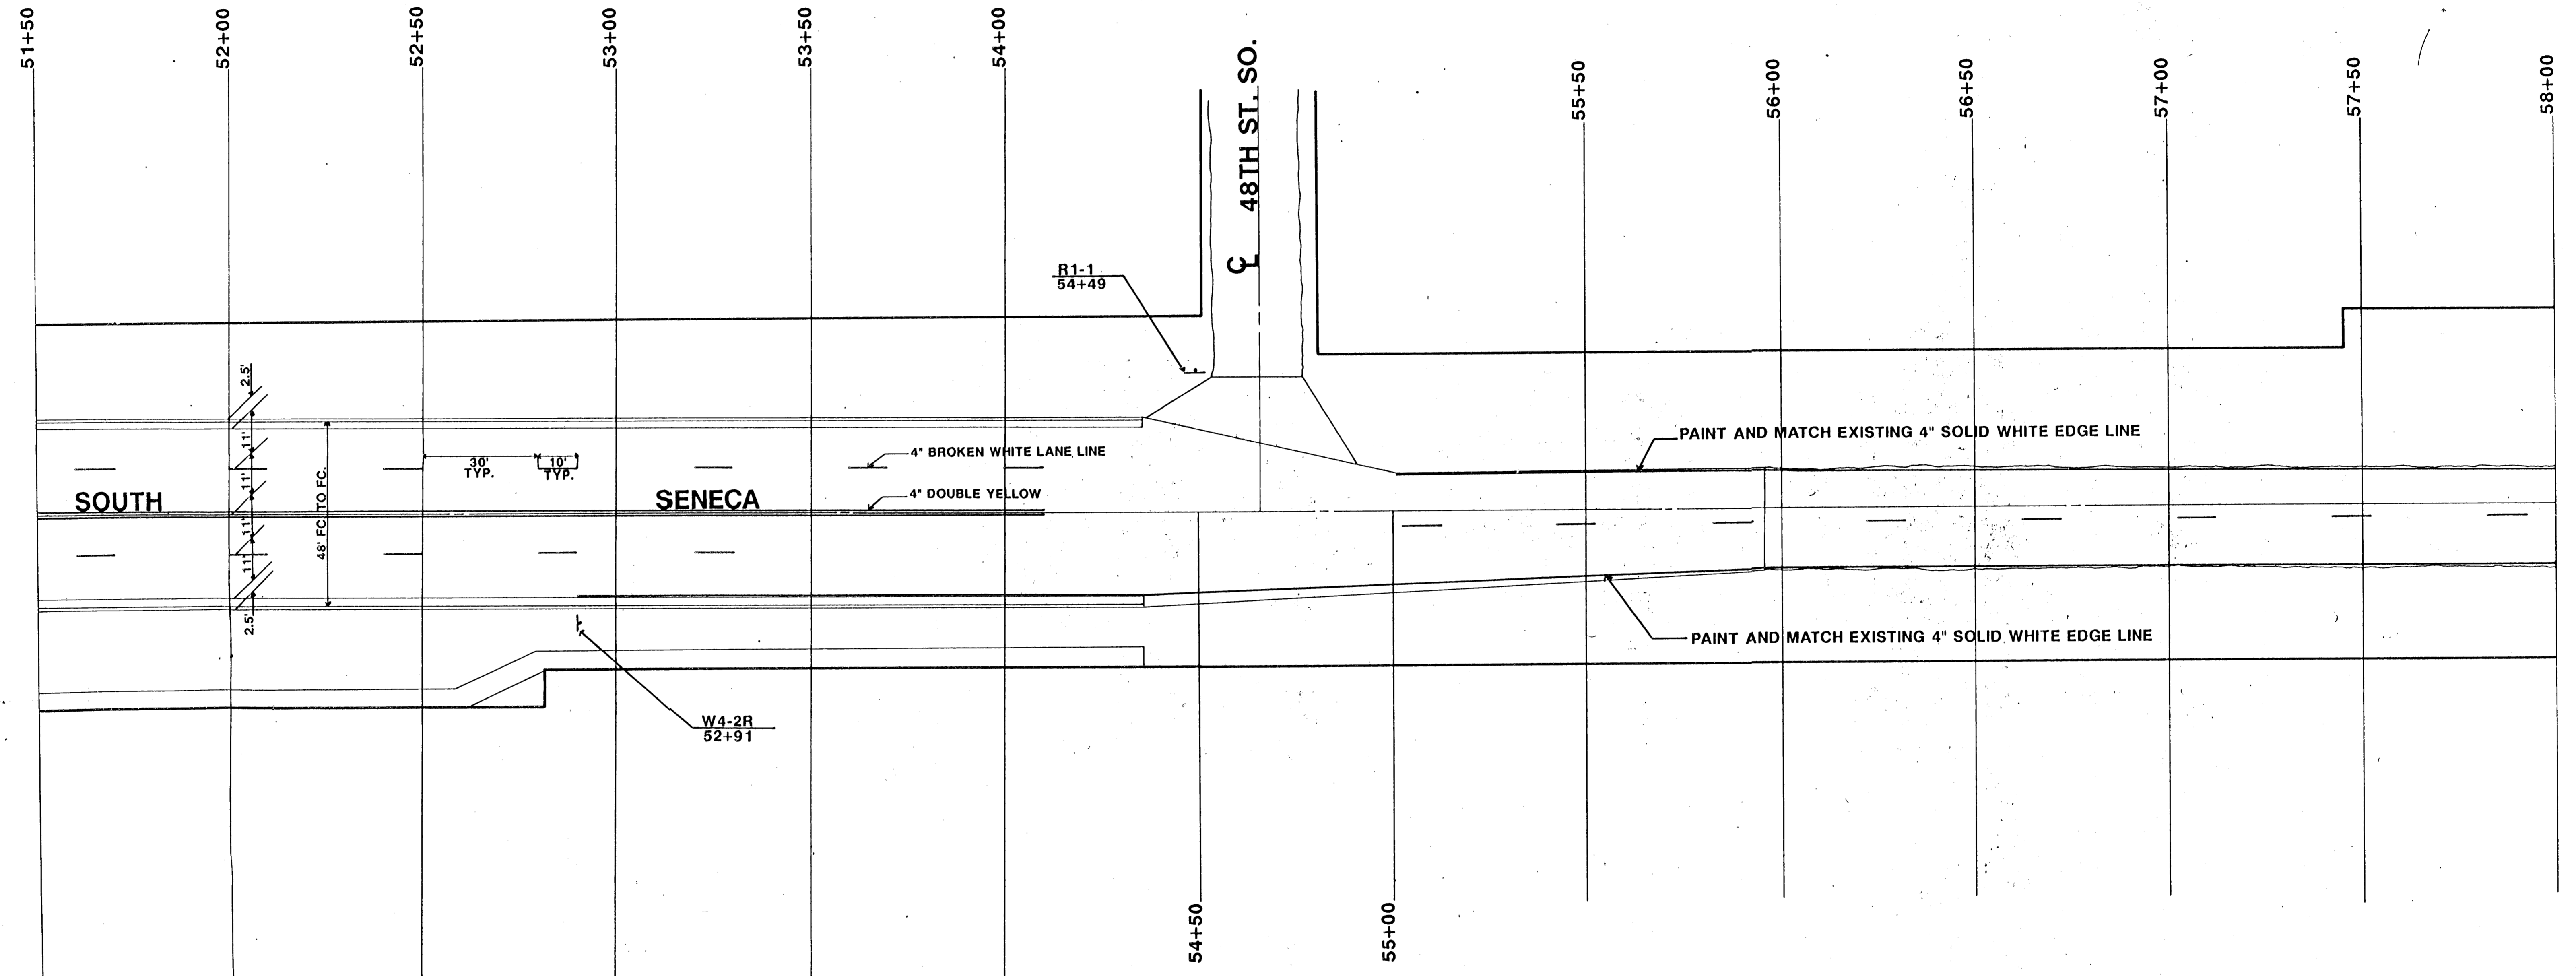 51+50
52+00
52+50
53+00
53+50
54+00
48TH ST. SO.
55+50
56+00
56+50
57+00
57+50
58+00
℄
R1-1
54+49
2.5'
11'
11'
11'
11'
2.5'
48' FC. TO FC.
30'
TYP.
10'
TYP.
4" BROKEN WHITE LANE LINE
4" DOUBLE YELLOW
SOUTH SENECA
PAINT AND MATCH EXISTING 4" SOLID WHITE EDGE LINE
PAINT AND MATCH EXISTING 4" SOLID WHITE EDGE LINE
W4-2R
52+91
54+50
55+00